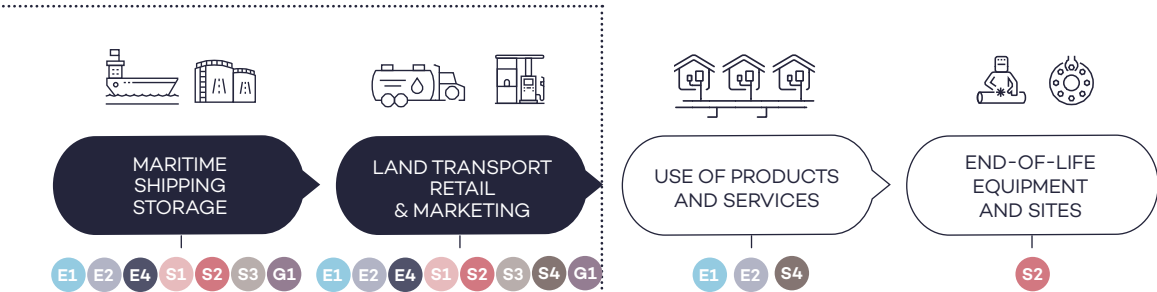 MARITIME
SHIPPING
STORAGE
E1 E2 E4 S1 S2 S3 G1
LAND TRANSPORT
RETAIL
& MARKETING
E1 E2 E4 S1 S2 S3 S4 G1
USE OF PRODUCTS
AND SERVICES
E1 E2 S4
END-OF-LIFE
EQUIPMENT
AND SITES
S2